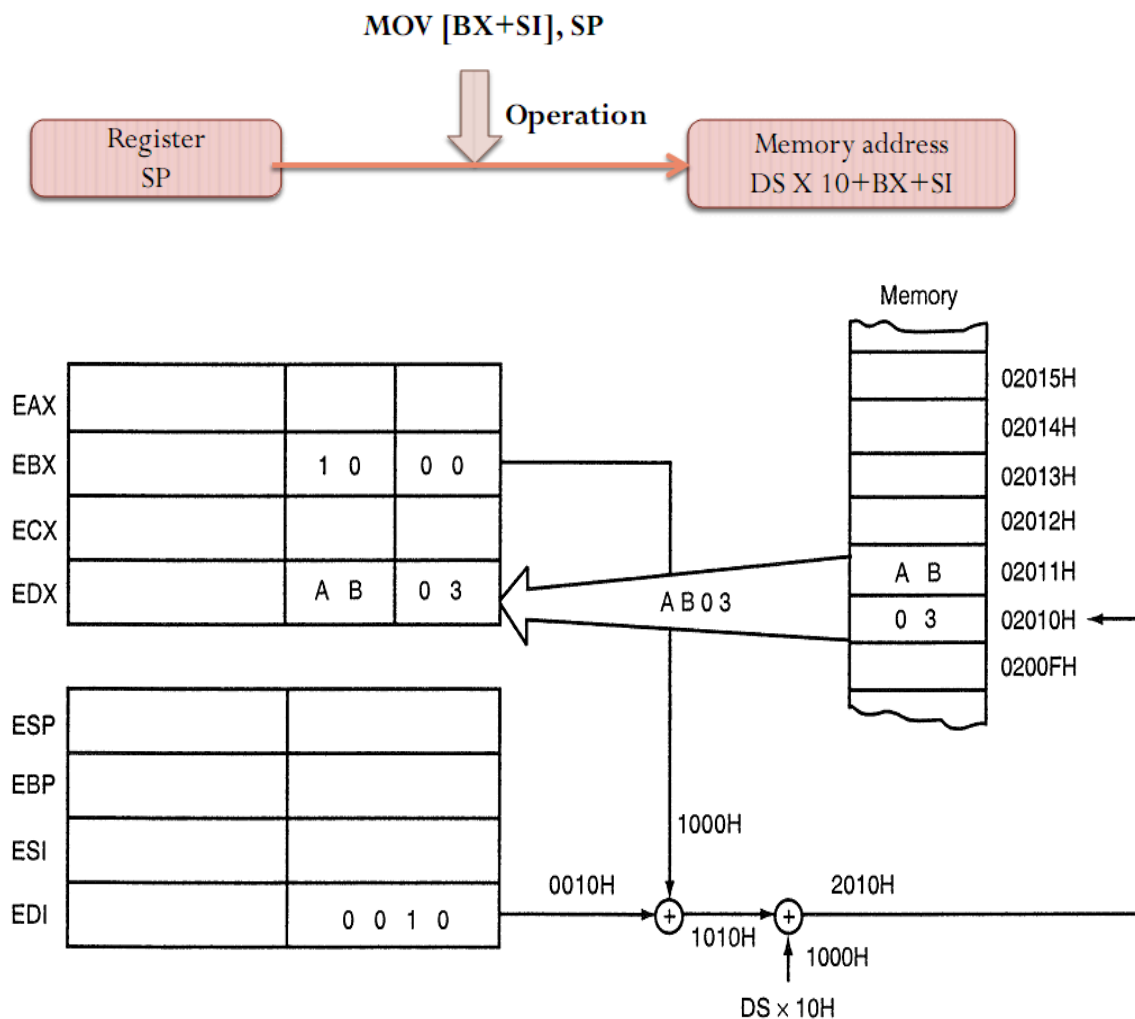 MOV [BX+SI], SP
Operation
Register
SP
Memory address
DS X 10+BX+SI
Memory
EAX
EBX 1 0 0 0
ECX
EDX A B 0 3
A B 0 3
02015H
02014H
02013H
02012H
A B 02011H
0 3 02010H
0200FH
ESP
EBP
ESI
EDI 0 0 1 0
1000H
0010H
+
1010H
+
2010H
1000H
DS × 10H